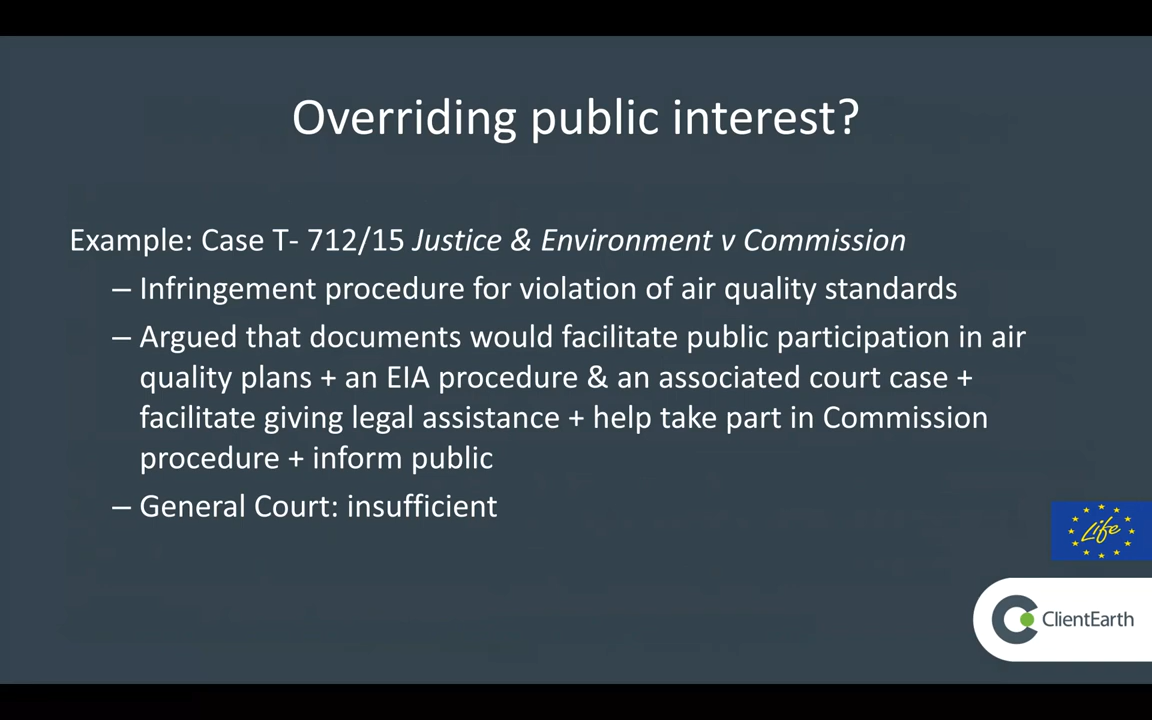 Overriding public interest?
Example: Case T- 712/15 Justice & Environment v Commission
– Infringement procedure for violation of air quality standards
– Argued that documents would facilitate public participation in air
quality plans + an EIA procedure & an associated court case +
facilitate giving legal assistance + help take part in Commission
procedure + inform public
– General Court: insufficient
Life
ClientEarth